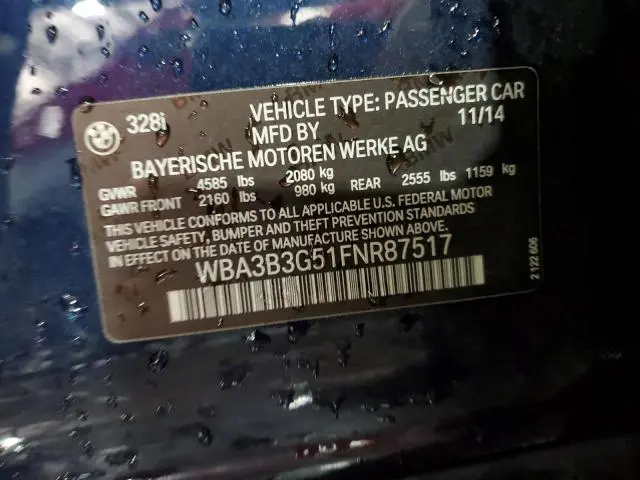 328i
VEHICLE TYPE: PASSENGER CAR
MFD BY 11/14
BAYERISCHE MOTOREN WERKE AG
GVWR 4585 lbs 2080 kg
GAWR FRONT 2160 lbs 980 kg REAR 2555 lbs 1159 kg
THIS VEHICLE CONFORMS TO ALL APPLICABLE U.S. FEDERAL MOTOR
VEHICLE SAFETY, BUMPER AND THEFT PREVENTION STANDARDS
IN EFFECT ON THE DATE OF MANUFACTURE SHOWN ABOVE.
WBA3B3G51FNR87517
2 122 606